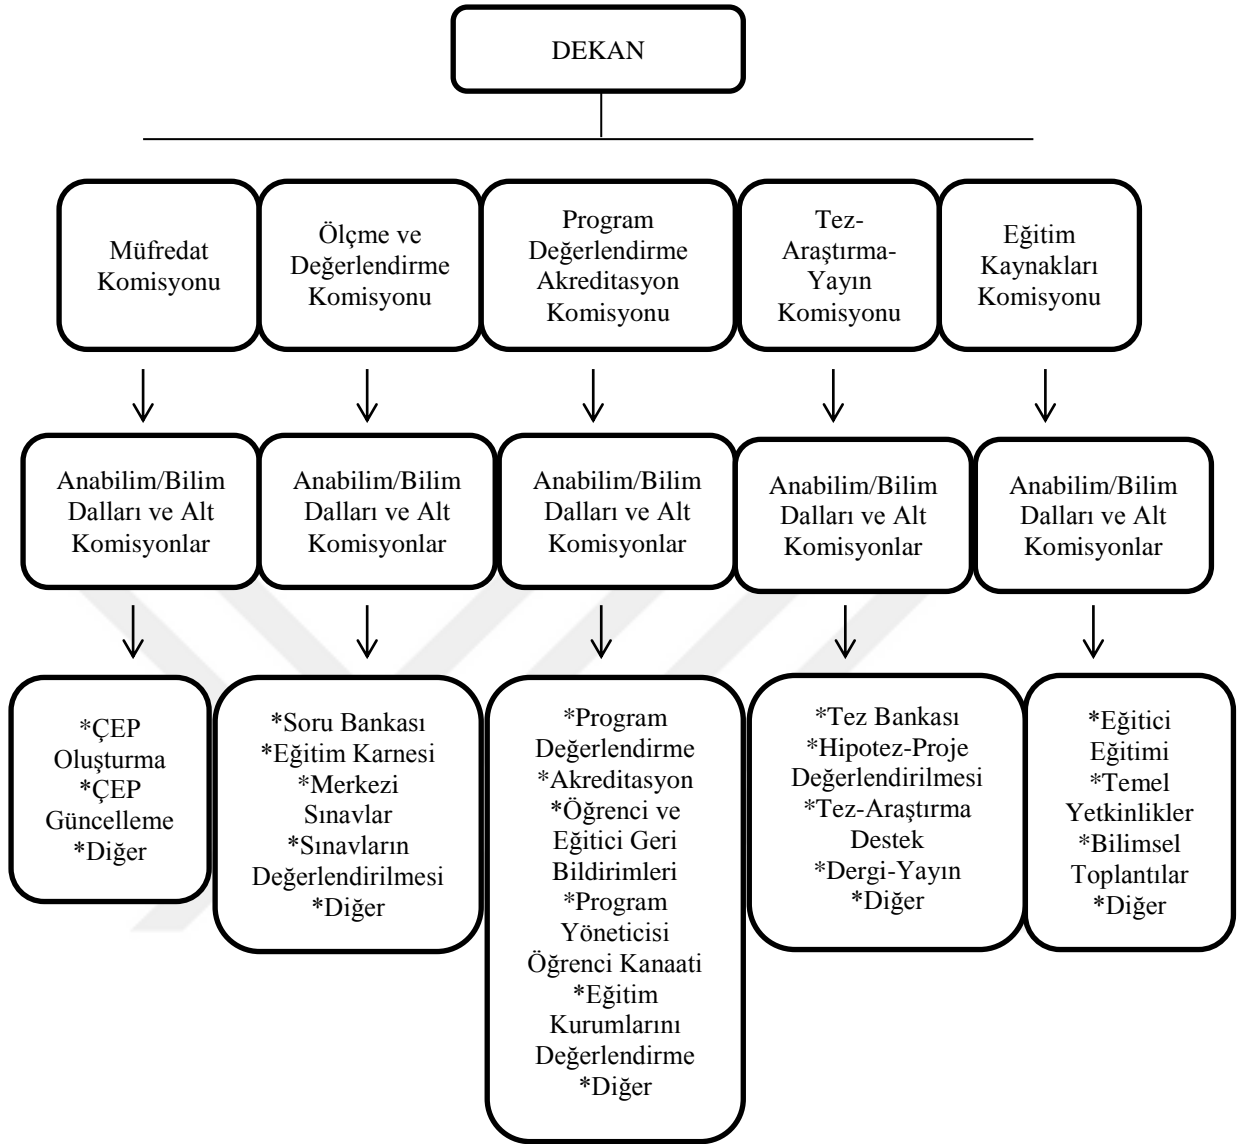 DEKAN
Müfredat
Komisyonu
Ölçme ve
Değerlendirme
Komisyonu
Program
Değerlendirme
Akreditasyon
Komisyonu
Tez-
Araştırma-
Yayın
Komisyonu
Eğitim
Kaynakları
Komisyonu
Anabilim/Bilim
Dalları ve Alt
Komisyonlar
Anabilim/Bilim
Dalları ve Alt
Komisyonlar
Anabilim/Bilim
Dalları ve Alt
Komisyonlar
Anabilim/Bilim
Dalları ve Alt
Komisyonlar
Anabilim/Bilim
Dalları ve Alt
Komisyonlar
*ÇEP
Oluşturma
*ÇEP
Güncelleme
*Diğer
*Soru Bankası
*Eğitim Karnesi
*Merkezi
Sınavlar
*Sınavların
Değerlendirilmesi
*Diğer
*Program
Değerlendirme
*Akreditasyon
*Öğrenci ve
Eğitici Geri
Bildirimleri
*Program
Yöneticisi
Öğrenci Kanaati
*Eğitim
Kurumlarını
Değerlendirme
*Diğer
*Tez Bankası
*Hipotez-Proje
Değerlendirilmesi
*Tez-Araştırma
Destek
*Dergi-Yayın
*Diğer
*Eğitici
Eğitimi
*Temel
Yetkinlikler
*Bilimsel
Toplantılar
*Diğer